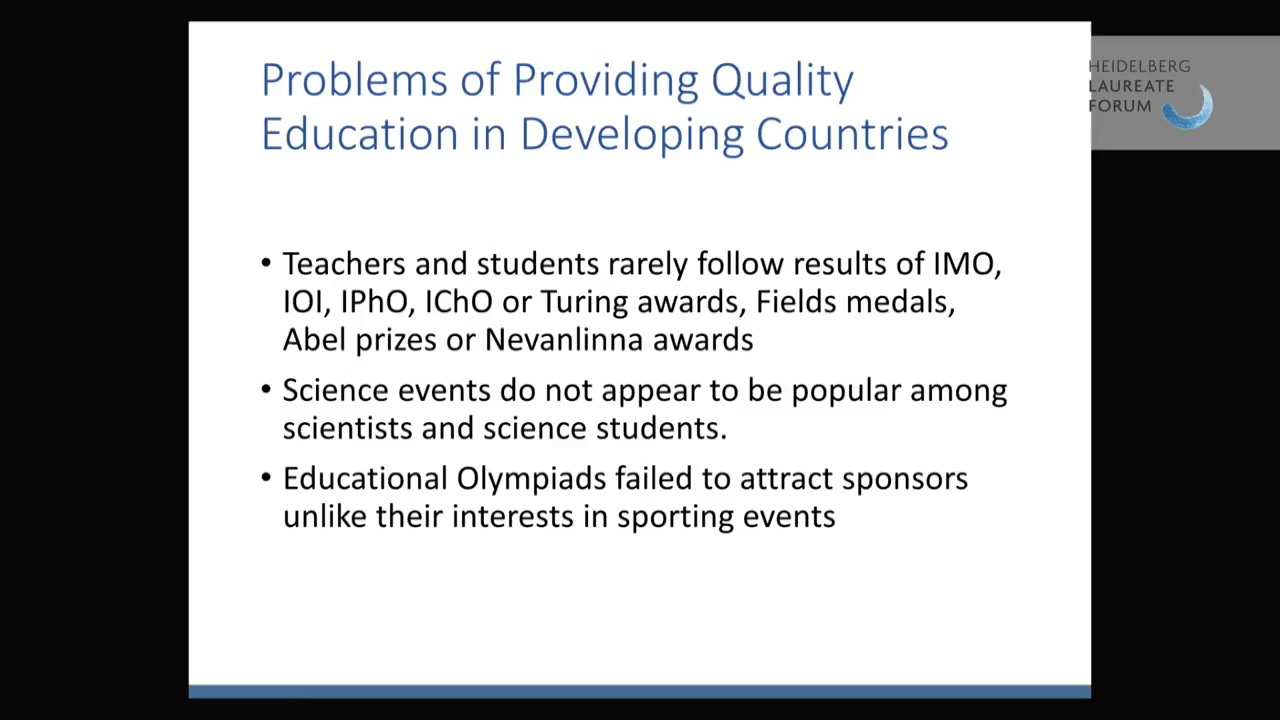 Problems of Providing Quality
Education in Developing Countries
HEIDELBERG
LAUREATE
FORUM
• Teachers and students rarely follow results of IMO,
IOI, IPhO, IChO or Turing awards, Fields medals,
Abel prizes or Nevanlinna awards
• Science events do not appear to be popular among
scientists and science students.
• Educational Olympiads failed to attract sponsors
unlike their interests in sporting events